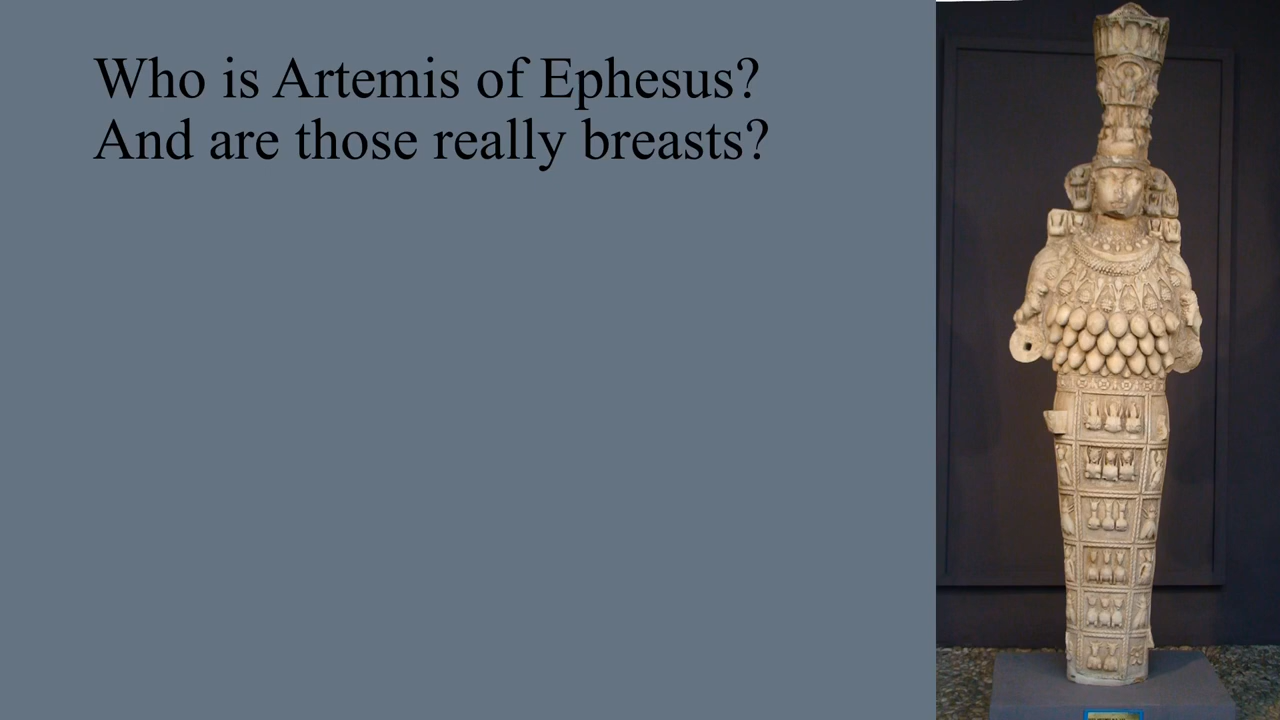 Who is Artemis of Ephesus?
And are those really breasts?